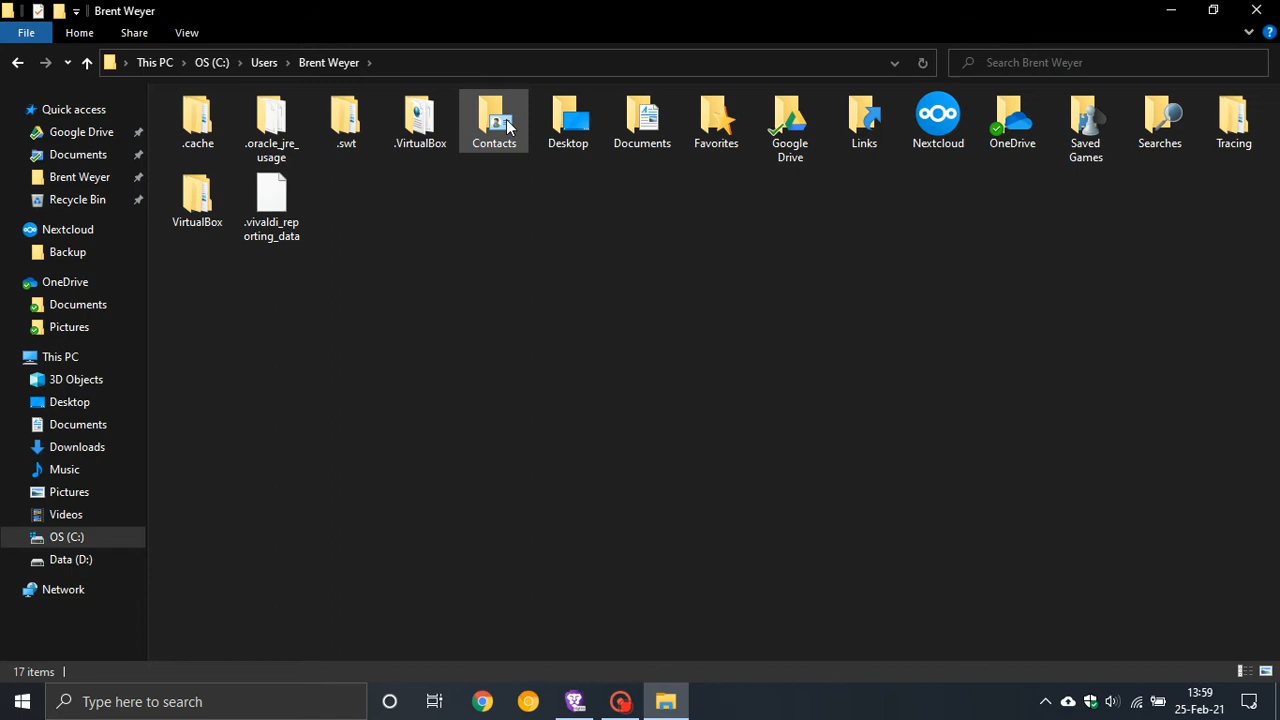 Brent Weyer
File Home Share View
This PC OS (C:) Users Brent Weyer
Search Brent Weyer
Quick access
Google Drive
Documents
Brent Weyer
Recycle Bin
Nextcloud
Backup
OneDrive
Documents
Pictures
This PC
3D Objects
Desktop
Documents
Downloads
Music
Pictures
Videos
OS (C:)
Data (D:)
Network
.cache
.oracle_jre_
usage
.swt
.VirtualBox
Contacts
Desktop
Documents
Favorites
Google
Drive
Links
Nextcloud
OneDrive
Saved
Games
Searches
Tracing
VirtualBox
.vivaldi_rep
orting_data
17 items
Type here to search
13:59
25-Feb-21